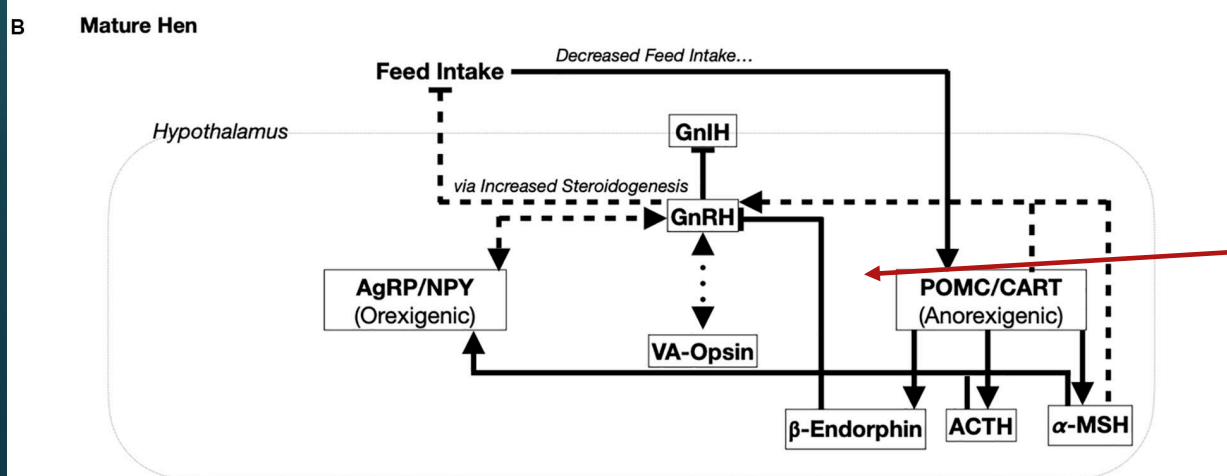 B
Mature Hen
Decreased Feed Intake...
Feed Intake
Hypothalamus
GnIH
via Increased Steroidogenesis
GnRH
AgRP/NPY
(Orexigenic)
POMC/CART
(Anorexigenic)
VA-Opsin
β-Endorphin
ACTH
α-MSH